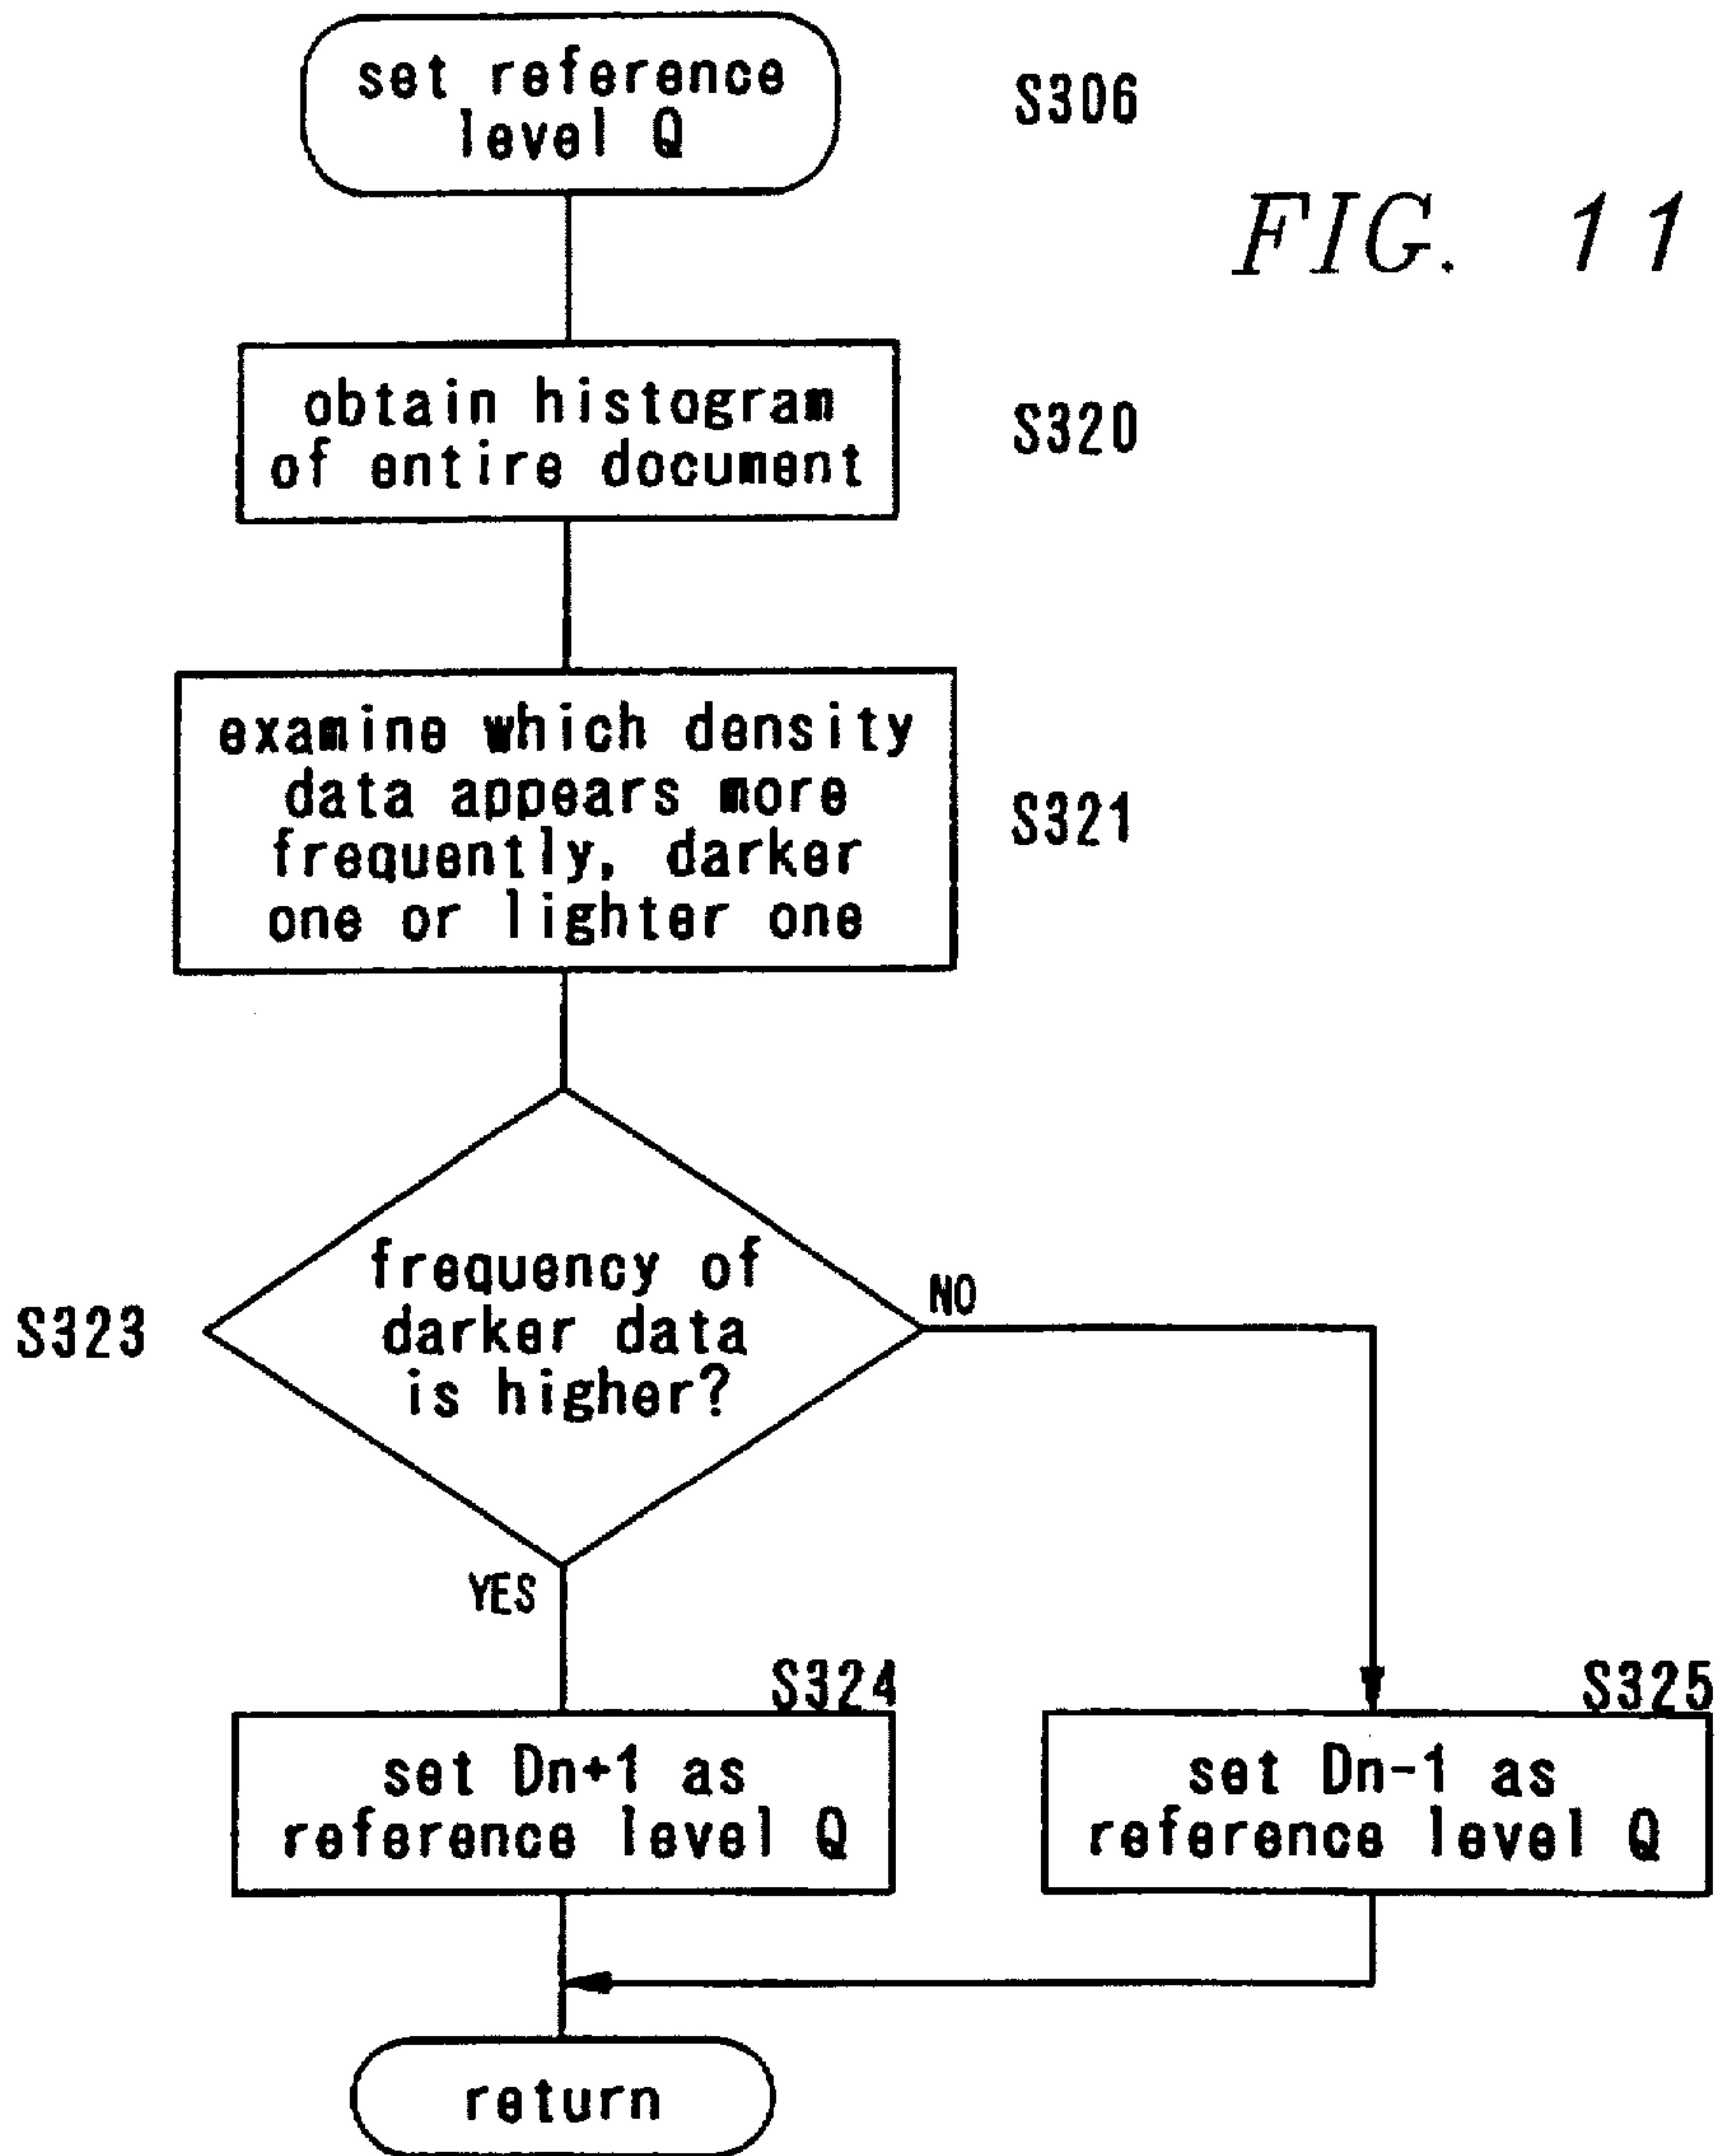 set reference
level Q
S306
FIG. 11
obtain histogram
of entire document
S320
examine which density
data appears more
frequently, darker
one or lighter one
S321
frequency of
darker data
is higher?
S323
NO
YES
S324
set Dn+1 as
reference level Q
S325
set Dn-1 as
reference level Q
return